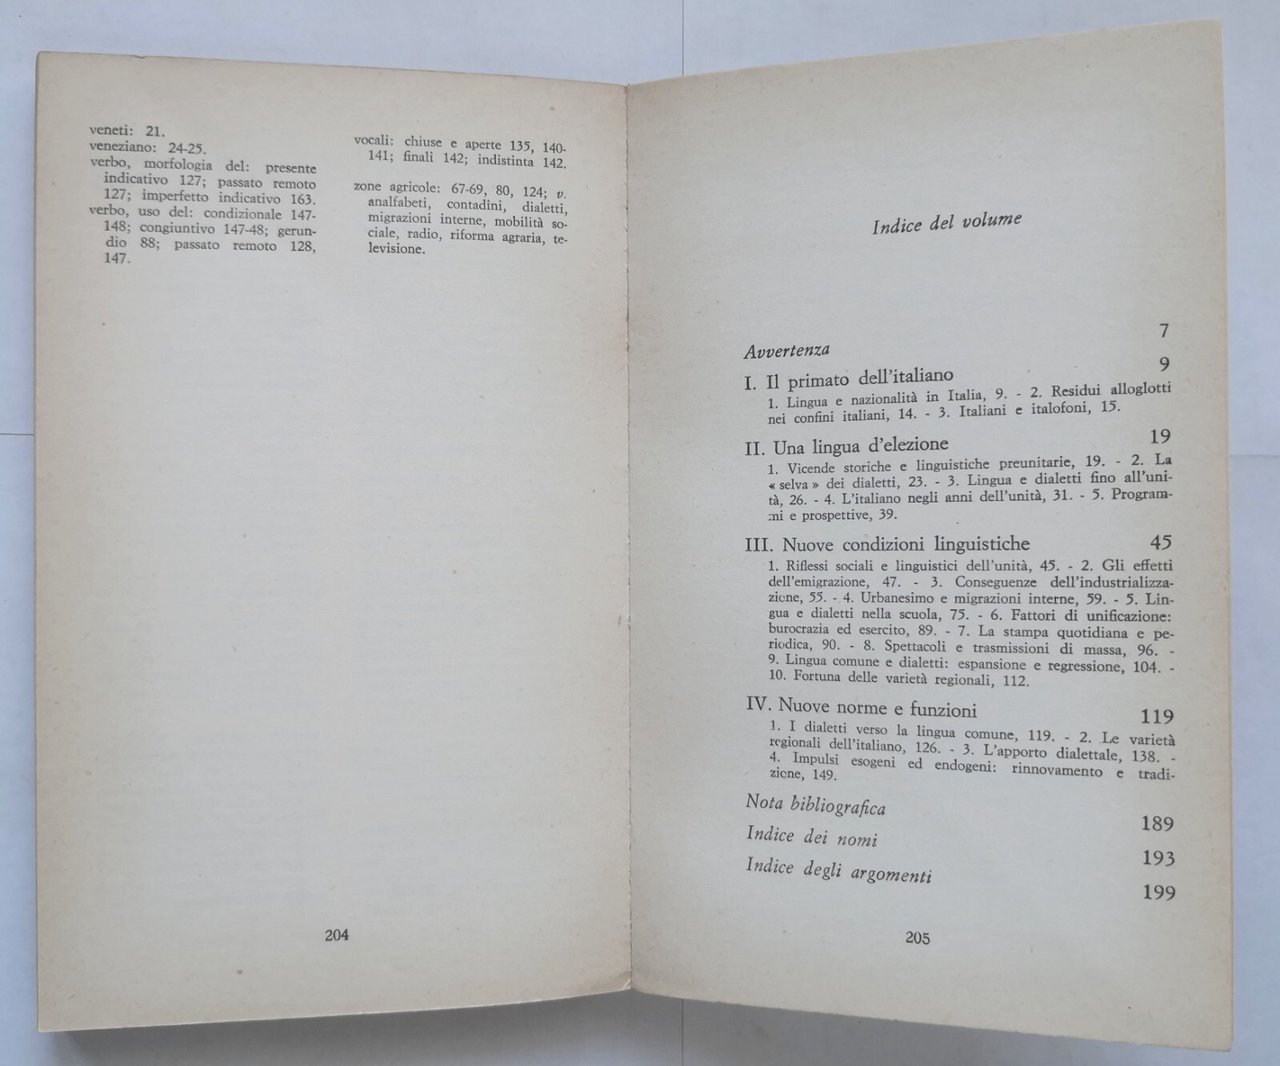 veneti: 21.
veneziano: 24-25.
verbo, morfologia del: presente
indicativo 127; passato remoto
127; imperfetto indicativo 163.
verbo, uso del: condizionale 147-
148; congiuntivo 147-48; gerun-
dio 88; passato remoto 128,
147.
vocali: chiuse e aperte 135, 140-
141; finali 142; indistinta 142.
zone agricole: 67-69, 80, 124; v.
analfabeti, contadini, dialetti,
migrazioni interne, mobilità so-
ciale, radio, riforma agraria, te-
levisione.
204
Indice del volume
Avvertenza 7
I. Il primato dell'italiano 9
1. Lingua e nazionalità in Italia, 9. - 2. Residui alloglotti
nei confini italiani, 14. - 3. Italiani e italofoni, 15.
II. Una lingua d'elezione 19
1. Vicende storiche e linguistiche preunitarie, 19. - 2. La
« selva » dei dialetti, 23. - 3. Lingua e dialetti fino all'uni-
tà, 26. - 4. L'italiano negli anni dell'unità, 31. - 5. Program-
mi e prospettive, 39.
III. Nuove condizioni linguistiche 45
1. Riflessi sociali e linguistici dell'unità, 45. - 2. Gli effetti
dell'emigrazione, 47. - 3. Conseguenze dell'industrializza-
zione, 55. - 4. Urbanesimo e migrazioni interne, 59. - 5. Lin-
gua e dialetti nella scuola, 75. - 6. Fattori di unificazione:
burocrazia ed esercito, 89. - 7. La stampa quotidiana e pe-
riodica, 90. - 8. Spettacoli e trasmissioni di massa, 96. -
9. Lingua comune e dialetti: espansione e regressione, 104. -
10. Fortuna delle varietà regionali, 112.
IV. Nuove norme e funzioni 119
1. I dialetti verso la lingua comune, 119. - 2. Le varietà
regionali dell'italiano, 126. - 3. L'apporto dialettale, 138. -
4. Impulsi esogeni ed endogeni: rinnovamento e tradi-
zione, 149.
Nota bibliografica 189
Indice dei nomi 193
Indice degli argomenti 199
205